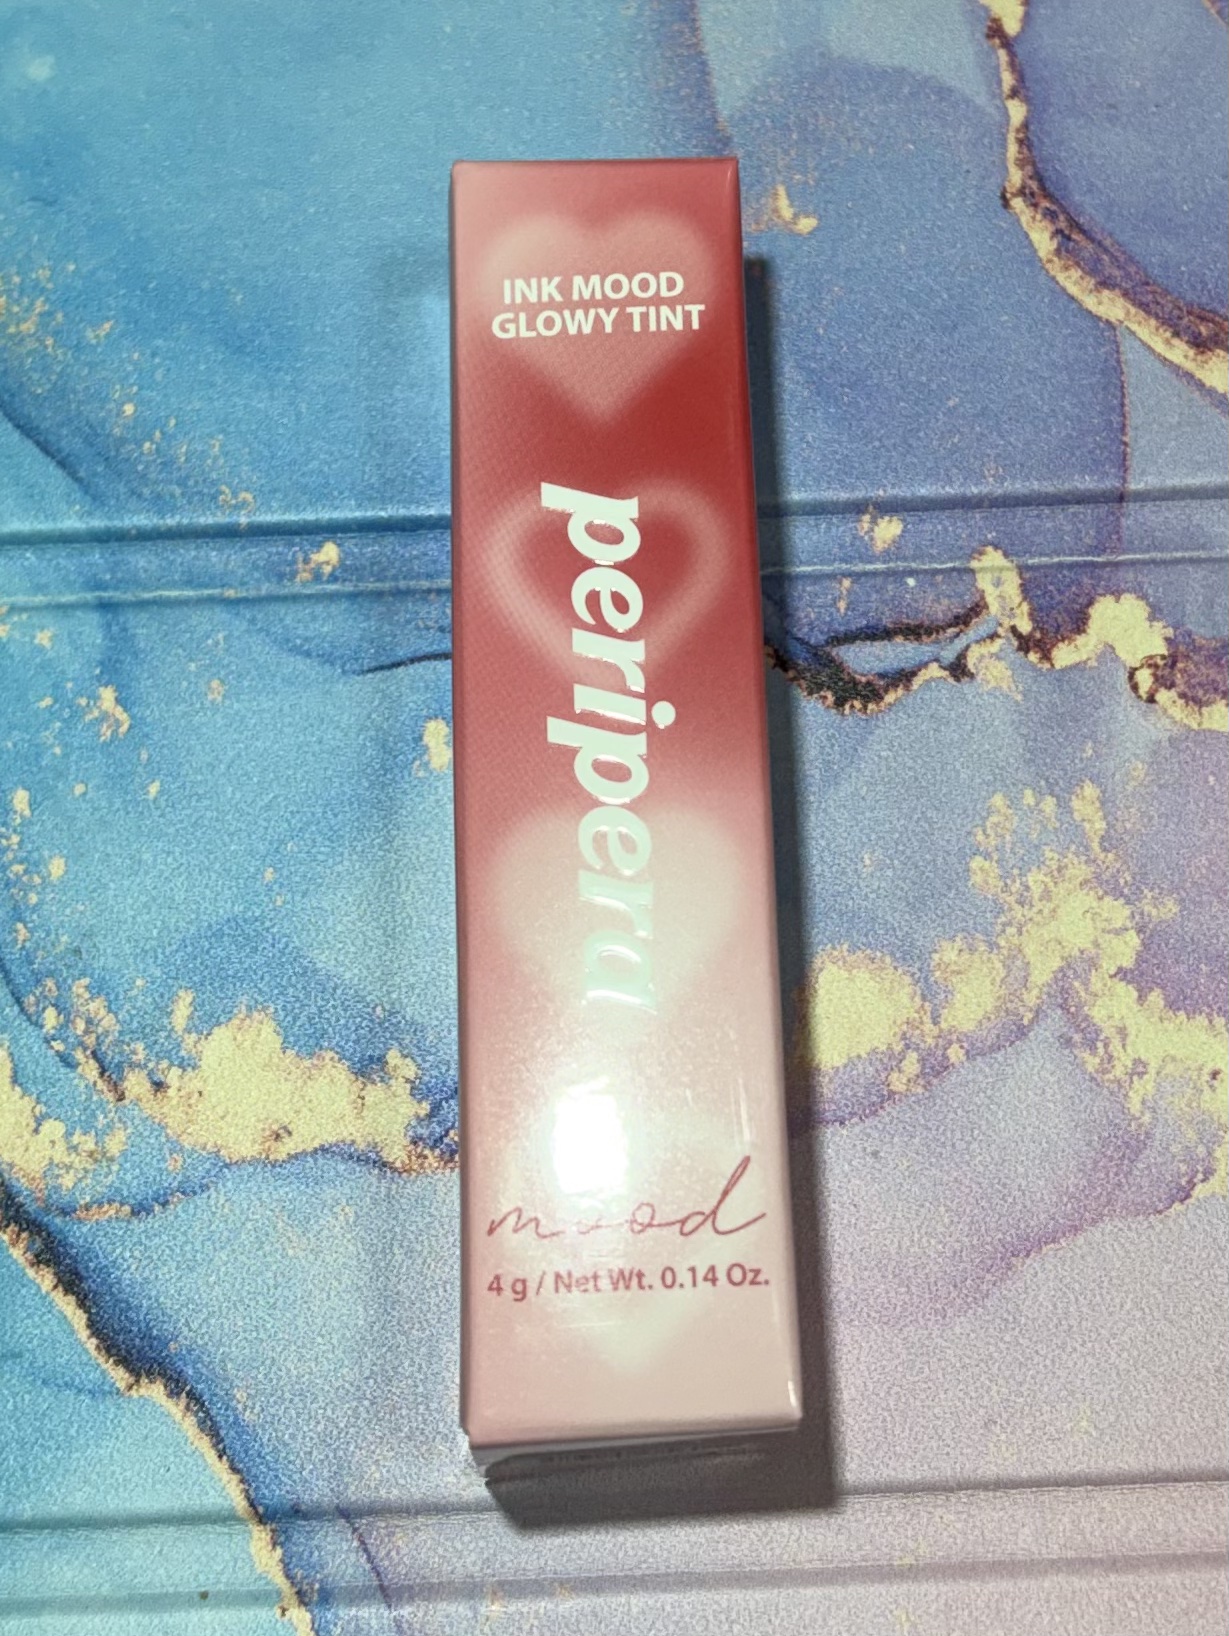 INK MOOD
GLOWY TINT
peripera
mood
4 g / Net Wt. 0.14 Oz.